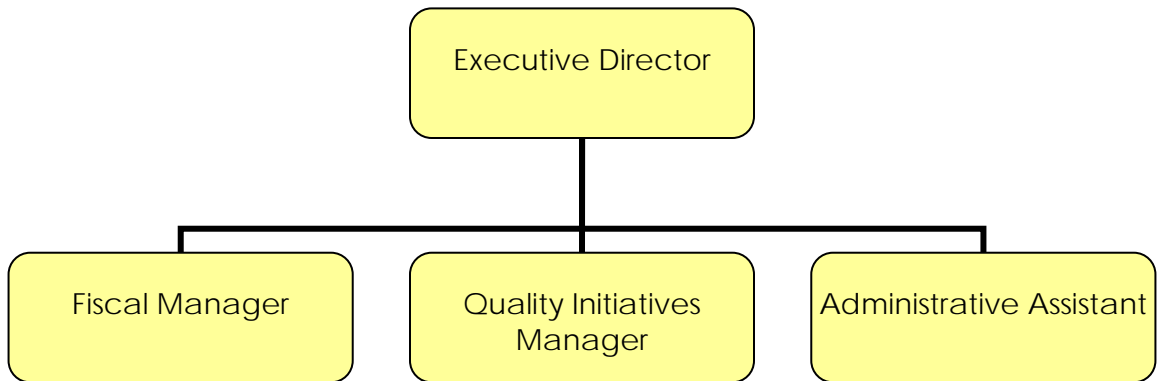 Executive Director
Fiscal Manager
Quality Initiatives
Manager
Administrative Assistant